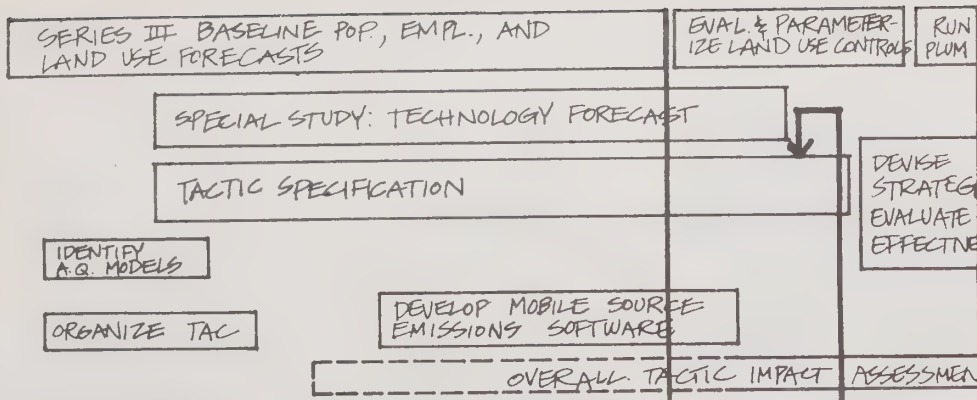 SERIES III BASELINE POP., EMPL., AND
LAND USE FORECASTS
EVAL. & PARAMETER-
IZE LAND USE CONTROLS
RUN
PLUM
SPECIAL STUDY: TECHNOLOGY FORECAST
TACTIC SPECIFICATION
DEVISE
STRATEG
EVALUATE
EFFECTIVE
IDENTIFY
A.Q. MODELS
ORGANIZE TAC
DEVELOP MOBILE SOURCE
EMISSIONS SOFTWARE
OVERALL TACTIC IMPACT ASSESSMEN